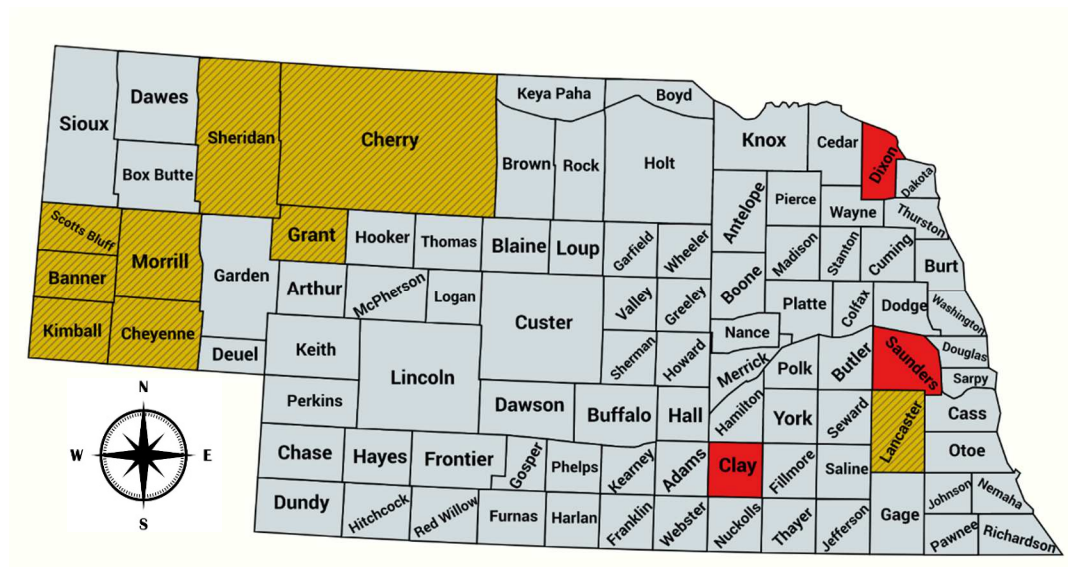 Sioux
Dawes
Box Butte
Sheridan
Cherry
Keya Paha
Boyd
Brown
Rock
Holt
Knox
Cedar
Dixon
Dakota
Antelope
Pierce
Wayne
Thurston
Scotts Bluff
Banner
Morrill
Kimball
Cheyenne
Garden
Deuel
Grant
Hooker
Thomas
Blaine
Loup
Garfield
Wheeler
Boone
Madison
Stanton
Cuming
Burt
Arthur
McPherson
Logan
Custer
Valley
Greeley
Nance
Platte
Colfax
Dodge
Washington
Keith
Lincoln
Sherman
Howard
Merrick
Polk
Butler
Saunders
Douglas
Sarpy
Perkins
Dawson
Buffalo
Hall
Hamilton
York
Seward
Lancaster
Cass
Otoe
Chase
Hayes
Frontier
Gosper
Phelps
Kearney
Adams
Clay
Fillmore
Saline
Dundy
Hitchcock
Red Willow
Furnas
Harlan
Franklin
Webster
Nuckolls
Thayer
Jefferson
Gage
Johnson
Nemaha
Pawnee
Richardson
N
W
E
S